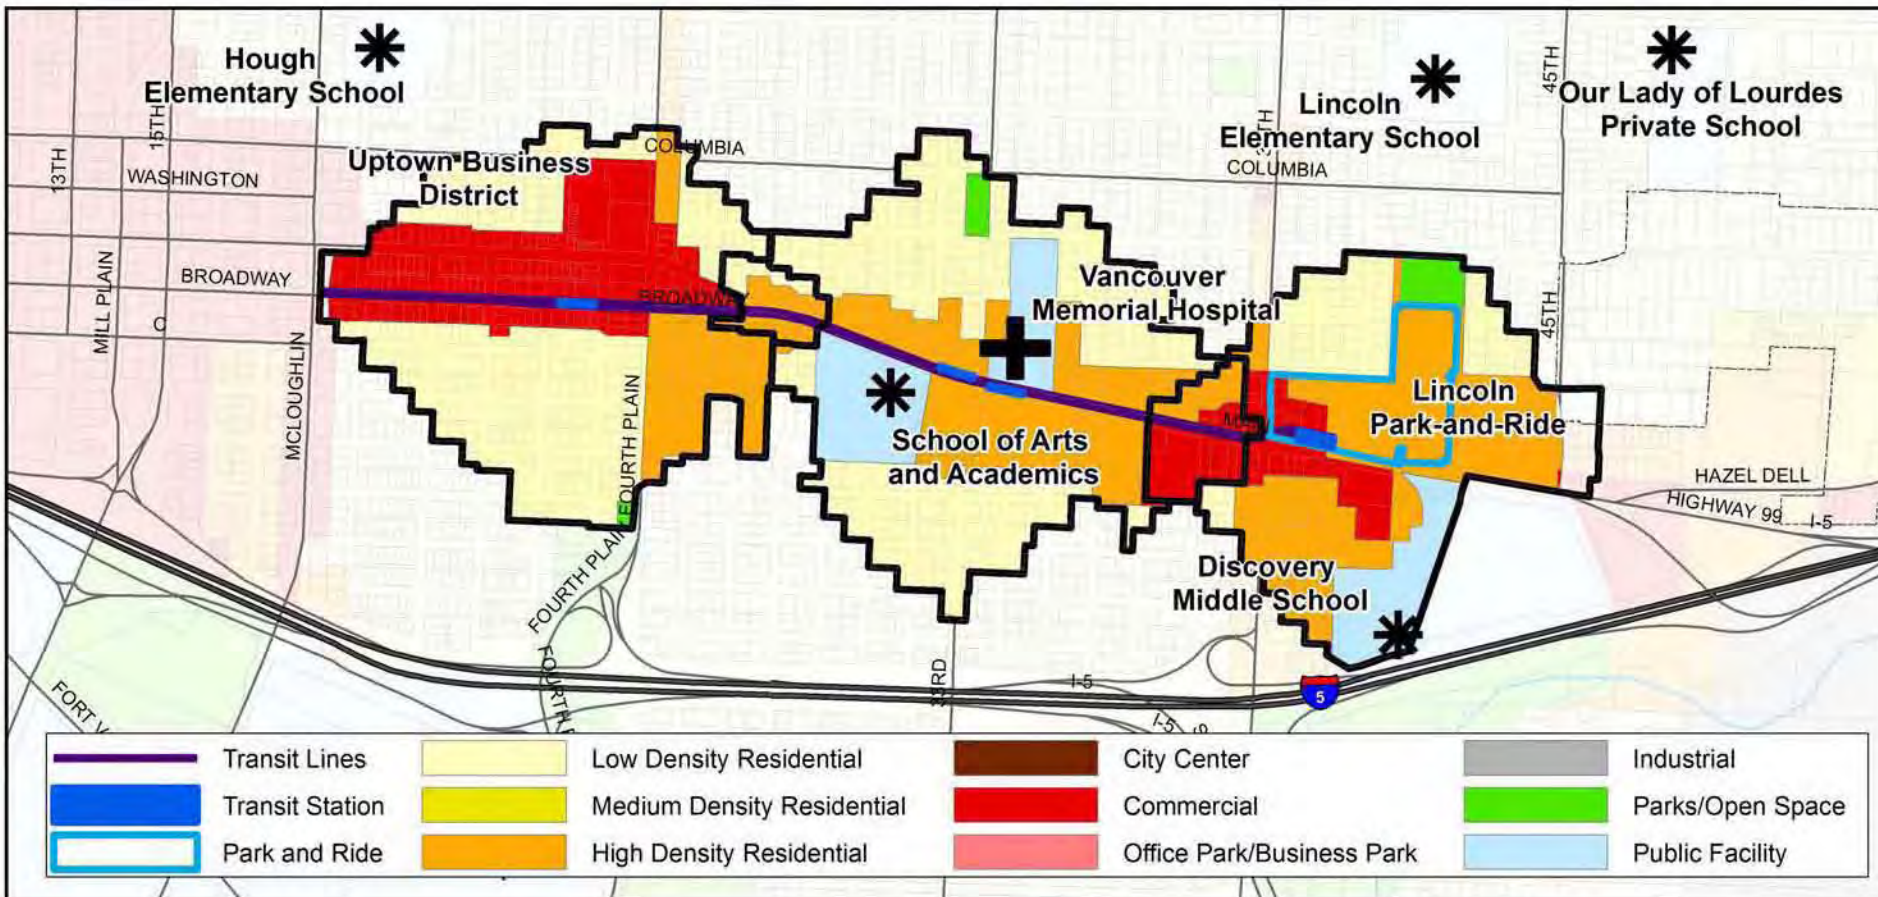 Hough
Elementary School
Lincoln
Elementary School
Our Lady of Lourdes
Private School
45TH
15TH
13TH
COLUMBIA
COLUMBIA
Uptown Business
District
WASHINGTON
BROADWAY
BROADWAY
MILL PLAIN
C
MCLOUGHLIN
Vancouver
Memorial Hospital
45TH
FOURTH PLAIN
School of Arts
and Academics
MAIN
Lincoln
Park-and-Ride
HAZEL DELL
HIGHWAY 99
I-5
Discovery
Middle School
FOURTH PLAIN
33RD
I-5
5
I-5
Transit Lines
Transit Station
Park and Ride
Low Density Residential
Medium Density Residential
High Density Residential
City Center
Commercial
Office Park/Business Park
Industrial
Parks/Open Space
Public Facility